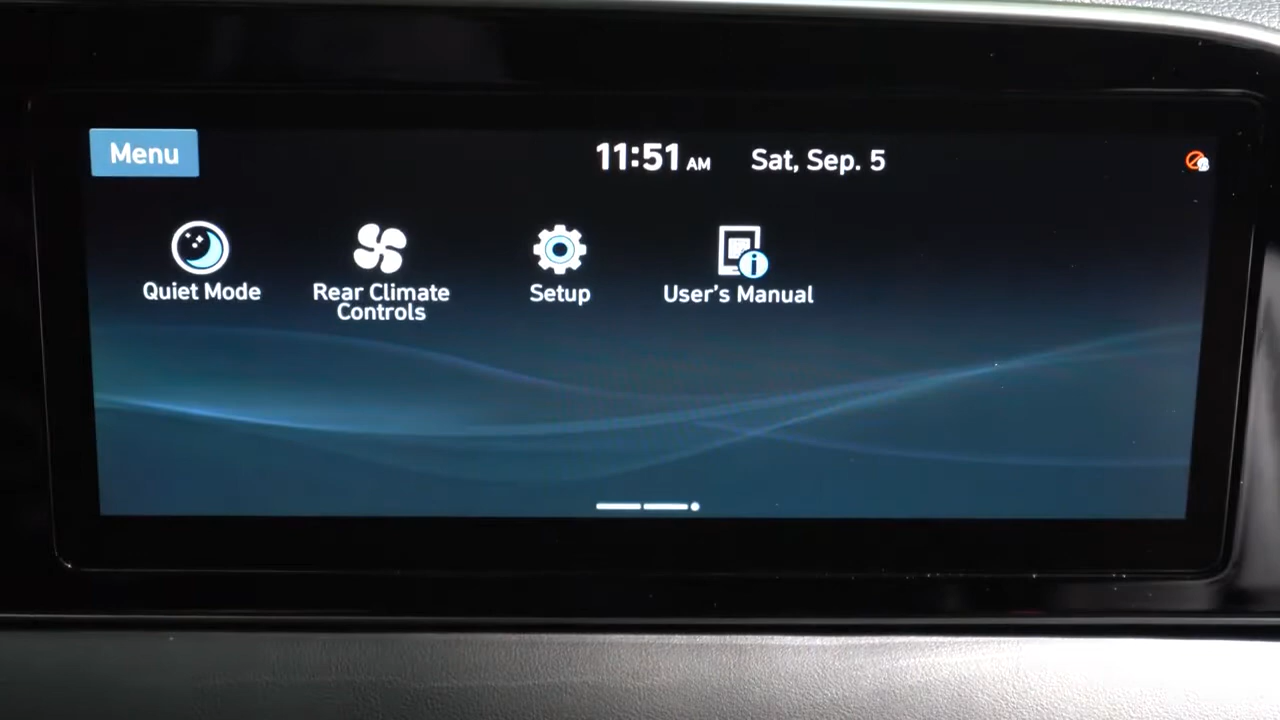 Menu
11:51 AM Sat, Sep. 5
Quiet Mode
Rear Climate
Controls
Setup
User's Manual